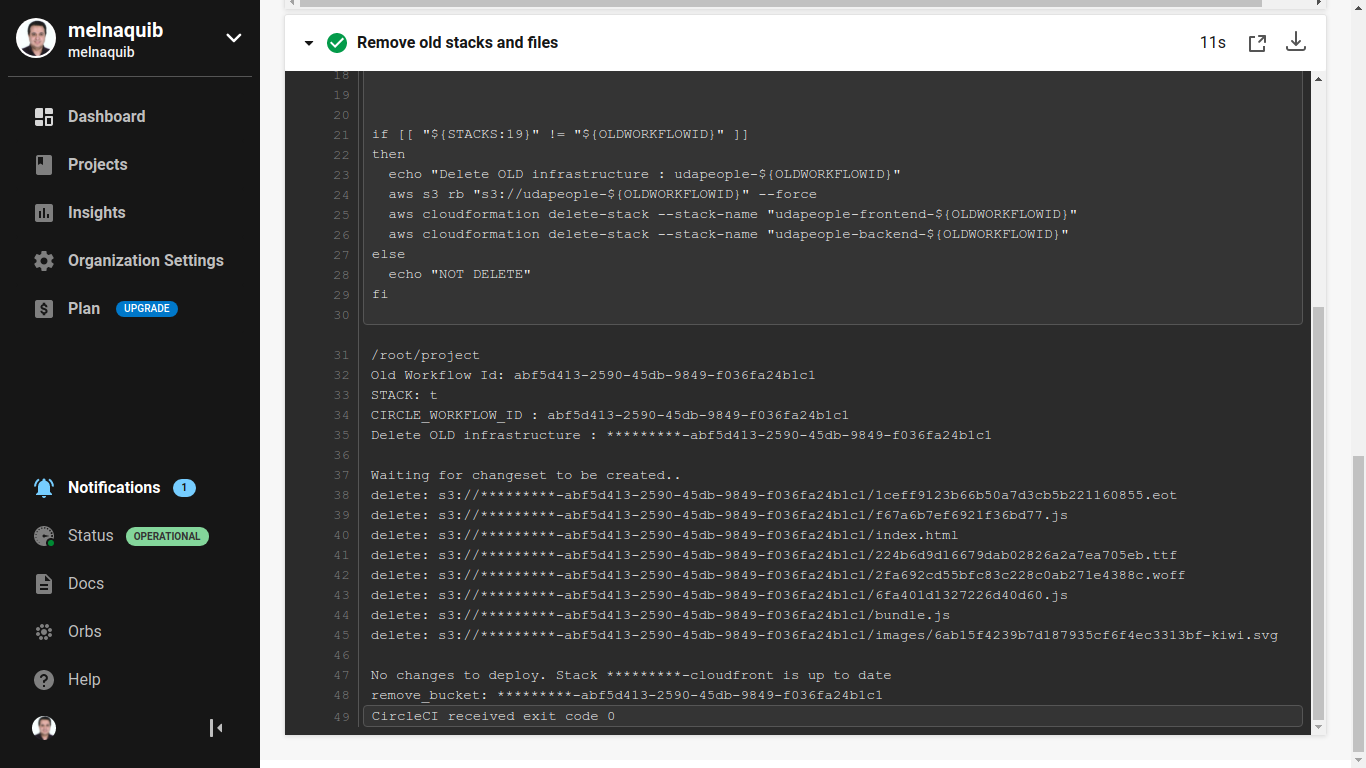 melnaquib
melnaquib
Dashboard
Projects
Insights
Organization Settings
Plan UPGRADE
Notifications 1
Status OPERATIONAL
Docs
Orbs
Help
Remove old stacks and files 11s
18
19
20
21 if [[ "${STACKS:19}" != "${OLDWORKFLOWID}" ]]
22 then
23 echo "Delete OLD infrastructure : udapeople-${OLDWORKFLOWID}"
24 aws s3 rb "s3://udapeople-${OLDWORKFLOWID}" --force
25 aws cloudformation delete-stack --stack-name "udapeople-frontend-${OLDWORKFLOWID}"
26 aws cloudformation delete-stack --stack-name "udapeople-backend-${OLDWORKFLOWID}"
27 else
28 echo "NOT DELETE"
29 fi
30
31 /root/project
32 Old Workflow Id: abf5d413-2590-45db-9849-f036fa24b1c1
33 STACK: t
34 CIRCLE_WORKFLOW_ID : abf5d413-2590-45db-9849-f036fa24b1c1
35 Delete OLD infrastructure : *********-abf5d413-2590-45db-9849-f036fa24b1c1
36
37 Waiting for changeset to be created..
38 delete: s3://*********-abf5d413-2590-45db-9849-f036fa24b1c1/1ceff9123b66b50a7d3cb5b221160855.eot
39 delete: s3://*********-abf5d413-2590-45db-9849-f036fa24b1c1/f67a6b7ef6921f36bd77.js
40 delete: s3://*********-abf5d413-2590-45db-9849-f036fa24b1c1/index.html
41 delete: s3://*********-abf5d413-2590-45db-9849-f036fa24b1c1/224b6d9d16679dab02826a2a7ea705eb.ttf
42 delete: s3://*********-abf5d413-2590-45db-9849-f036fa24b1c1/2fa692cd55bfc83c228c0ab271e4388c.woff
43 delete: s3://*********-abf5d413-2590-45db-9849-f036fa24b1c1/6fa401d1327226d40d60.js
44 delete: s3://*********-abf5d413-2590-45db-9849-f036fa24b1c1/bundle.js
45 delete: s3://*********-abf5d413-2590-45db-9849-f036fa24b1c1/images/6ab15f4239b7d187935cf6f4ec3313bf-kiwi.svg
46
47 No changes to deploy. Stack *********-cloudfront is up to date
48 remove_bucket: *********-abf5d413-2590-45db-9849-f036fa24b1c1
49 CircleCI received exit code 0